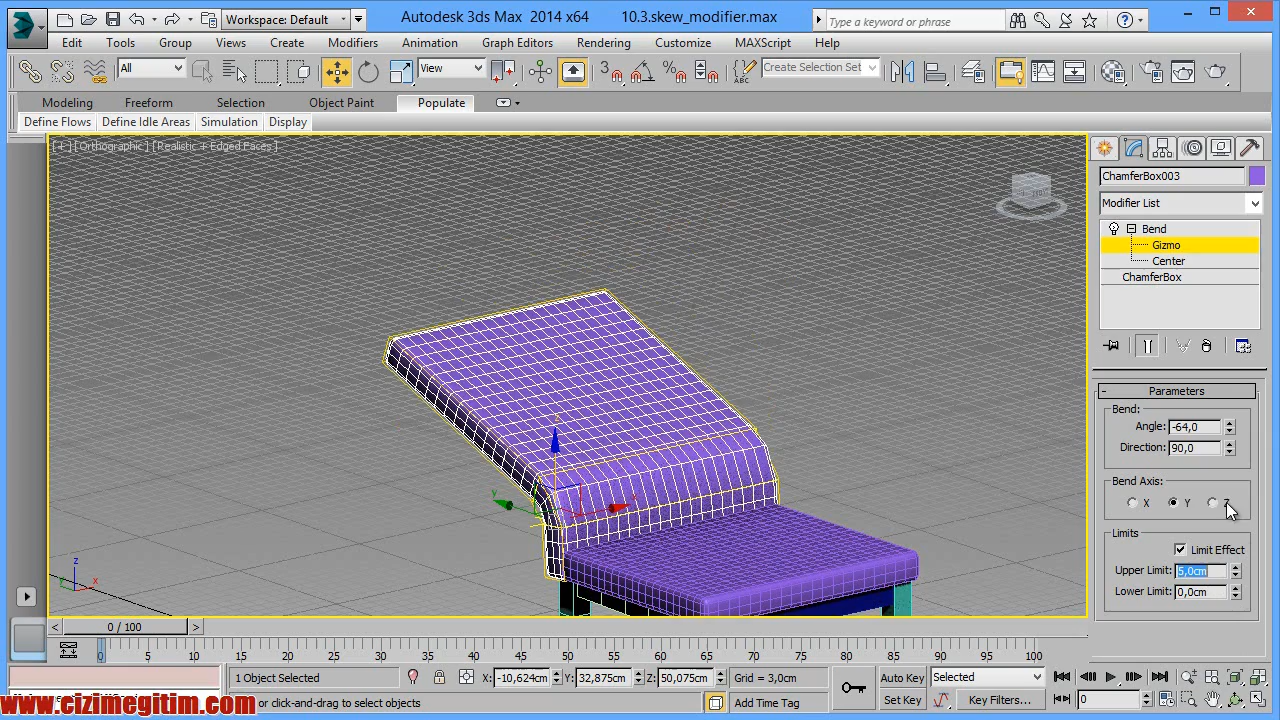 Workspace: Default
Autodesk 3ds Max 2014 x64 10.3.skew_modifier.max
Type a keyword or phrase
Edit Tools Group Views Create Modifiers Animation Graph Editors Rendering Customize MAXScript Help
All View Create Selection Set
Modeling Freeform Selection Object Paint Populate
Define Flows Define Idle Areas Simulation Display
[ + ] [Orthographic ] [Realistic + Edged Faces ]
ChamferBox003
Modifier List
Bend
Gizmo
Center
ChamferBox
- Parameters
Bend:
Angle: -64,0
Direction: 90,0
Bend Axis:
X Y Z
Limits
Limit Effect
Upper Limit: 5,0cm
Lower Limit: 0,0cm
z
y x
z
y x
< 0 / 100 >
0 5 10 15 20 25 30 35 40 45 50 55 60 65 70 75 80 85 90 95 100
1 Object Selected X: -10,624cm Y: 32,875cm Z: 50,075cm Grid = 3,0cm Auto Key Selected
or click-and-drag to select objects Add Time Tag Set Key Key Filters... 0
www.cizimegitim.com